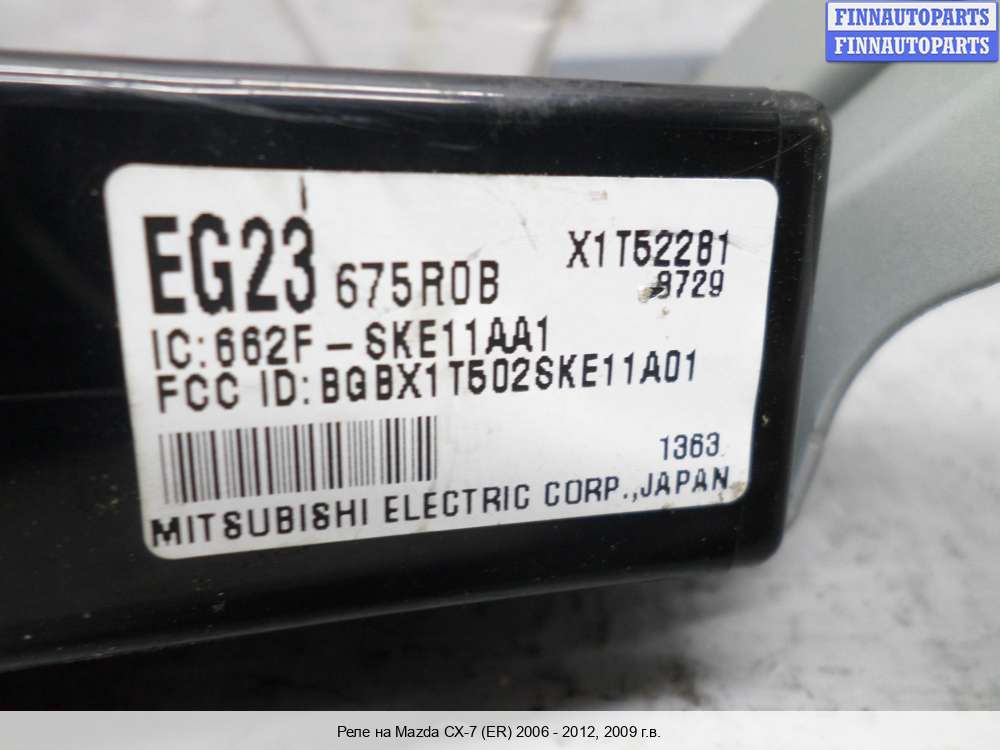 FINNAUTOPARTS
FINNAUTOPARTS
EG23 675R0B X1T52281
9729
IC:662F-SKE11AA1
FCC ID:BGBX1T502SKE11A01
1363
MITSUBISHI ELECTRIC CORP.,JAPAN
Реле на Mazda CX-7 (ER) 2006 - 2012, 2009 г.в.